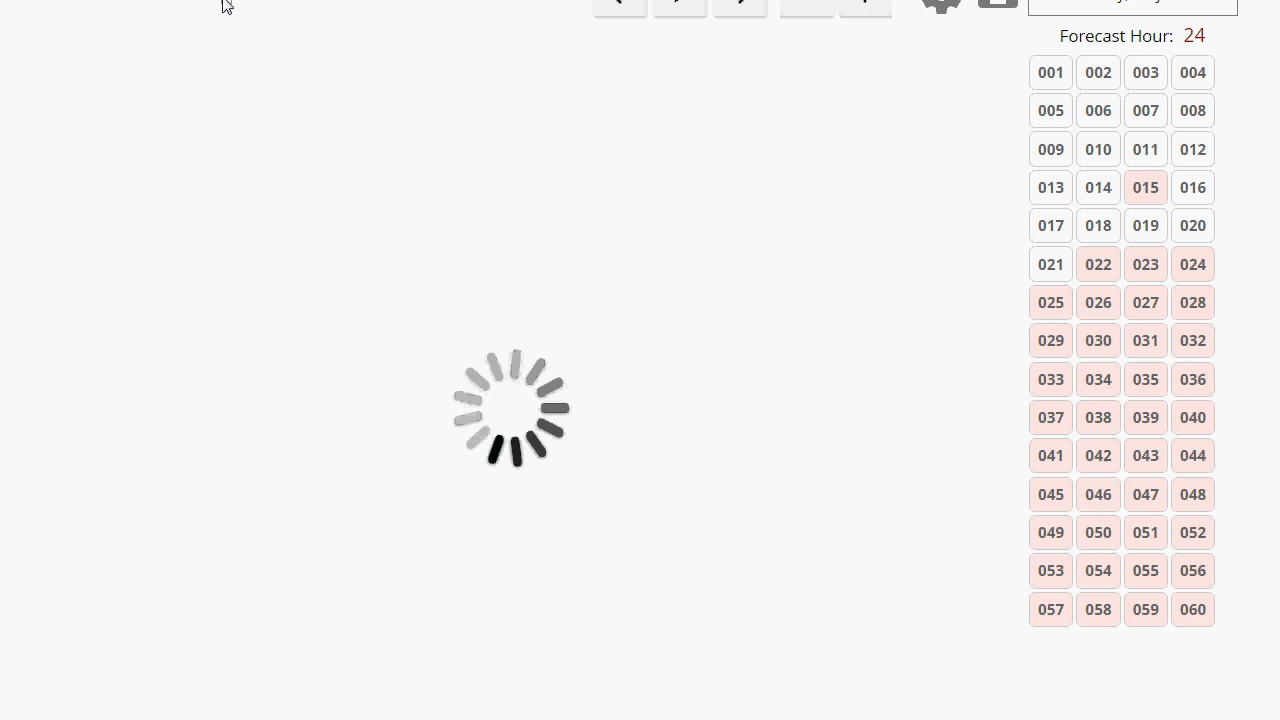 Forecast Hour: 24
001 002 003 004
005 006 007 008
009 010 011 012
013 014 015 016
017 018 019 020
021 022 023 024
025 026 027 028
029 030 031 032
033 034 035 036
037 038 039 040
041 042 043 044
045 046 047 048
049 050 051 052
053 054 055 056
057 058 059 060